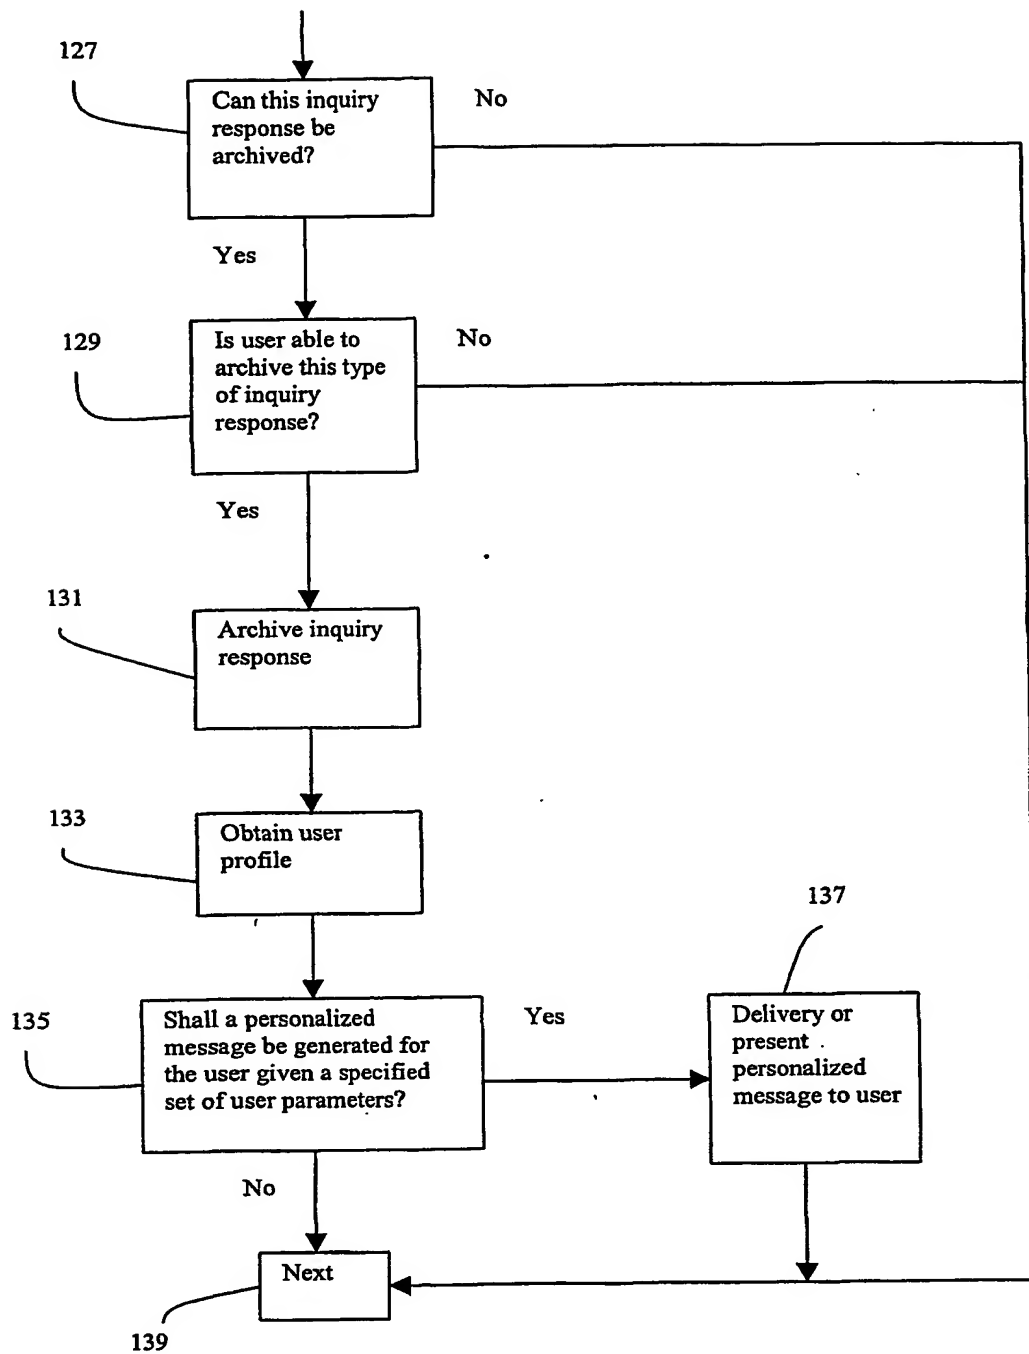 127
Can this inquiry
response be
archived?
No
Yes
129
Is user able to
archive this type
of inquiry
response?
No
Yes
131
Archive inquiry
response
133
Obtain user
profile
137
135
Shall a personalized
message be generated for
the user given a specified
set of user parameters?
Yes
Delivery or
present
personalized
message to user
No
Next
139